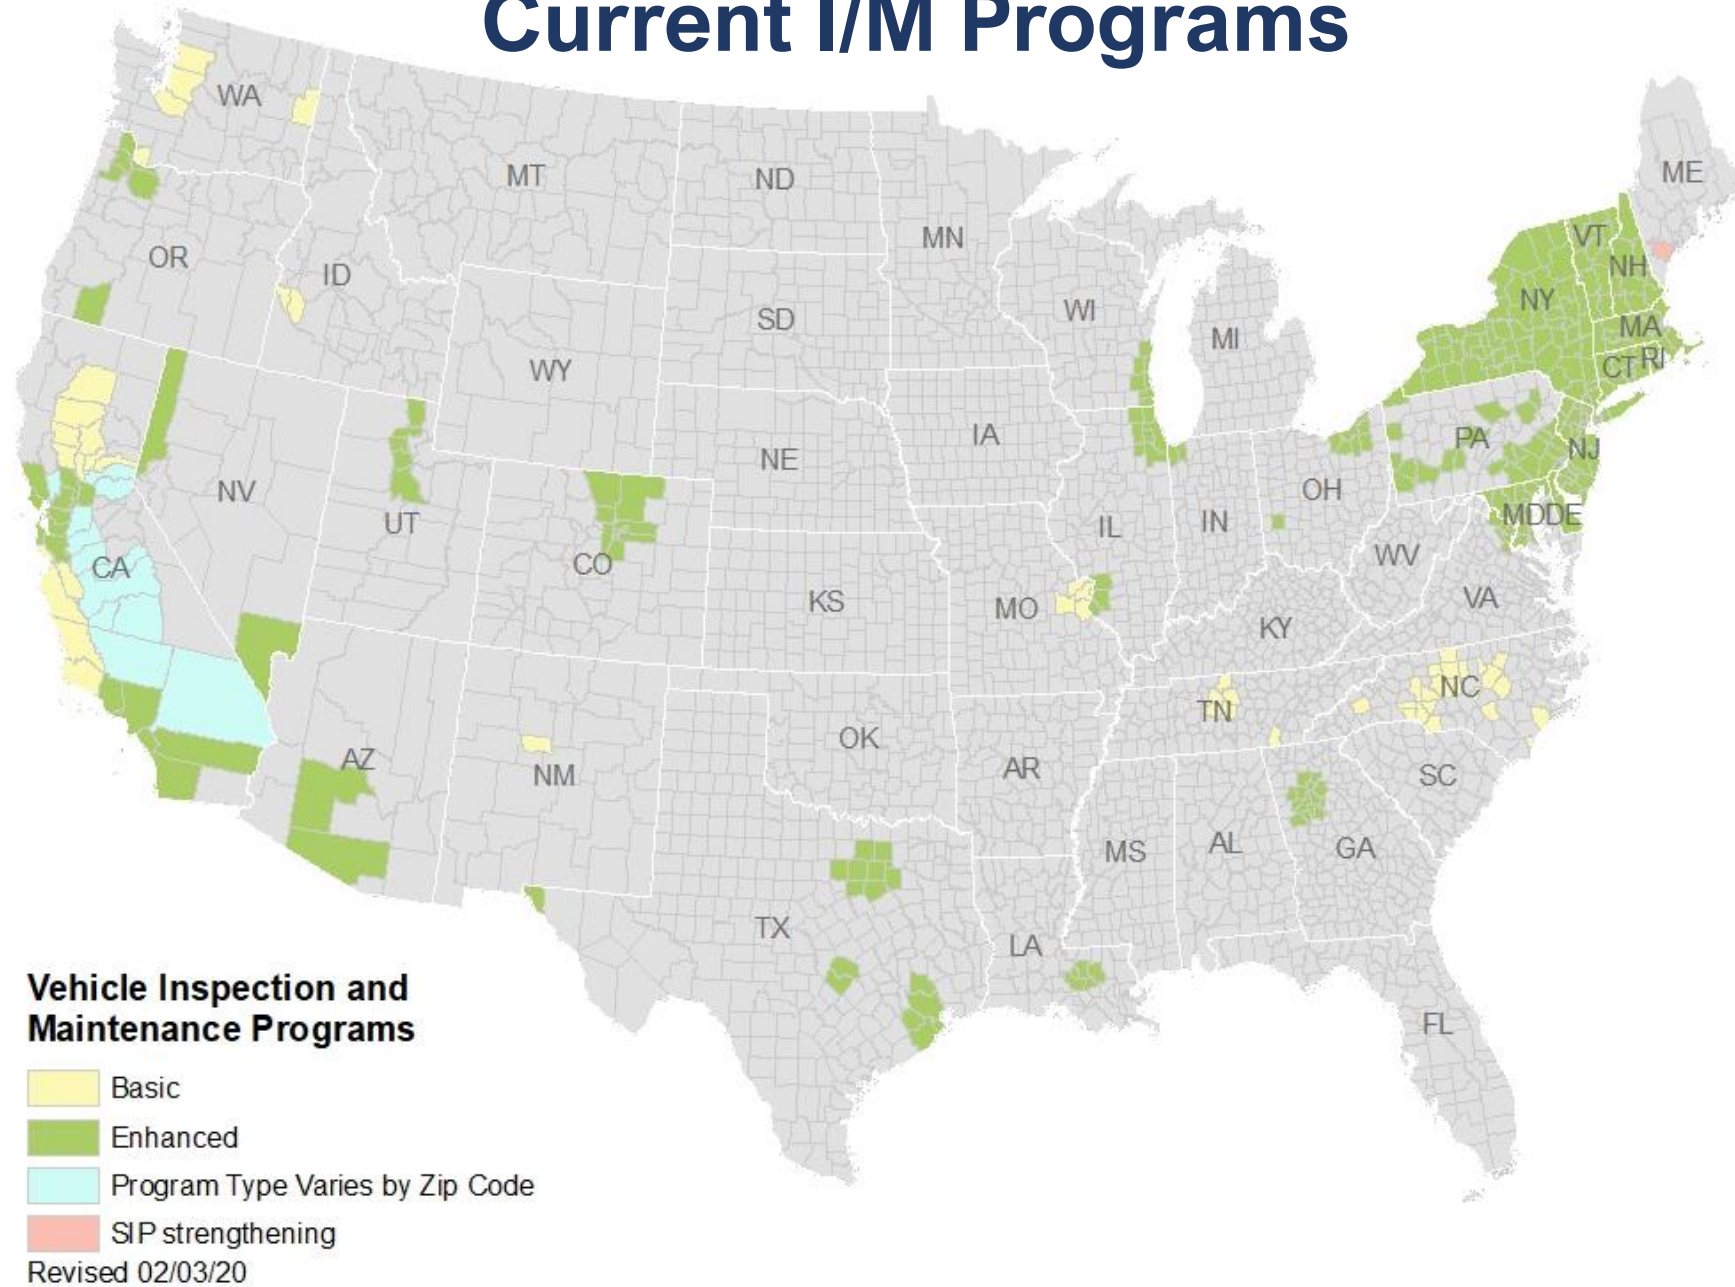 Current I/M Programs
WA
MT
ND
ME
OR
ID
MN
VT
NH
NY
WI
SD
MI
MA
WY
CT RI
IA
PA
NE
NJ
NV
OH
UT
IL
IN
MD DE
CO
WV
CA
KS
MO
VA
KY
NC
TN
OK
AZ
NM
AR
SC
MS
AL
GA
TX
LA
FL
Vehicle Inspection and
Maintenance Programs
Basic
Enhanced
Program Type Varies by Zip Code
SIP strengthening
Revised 02/03/20